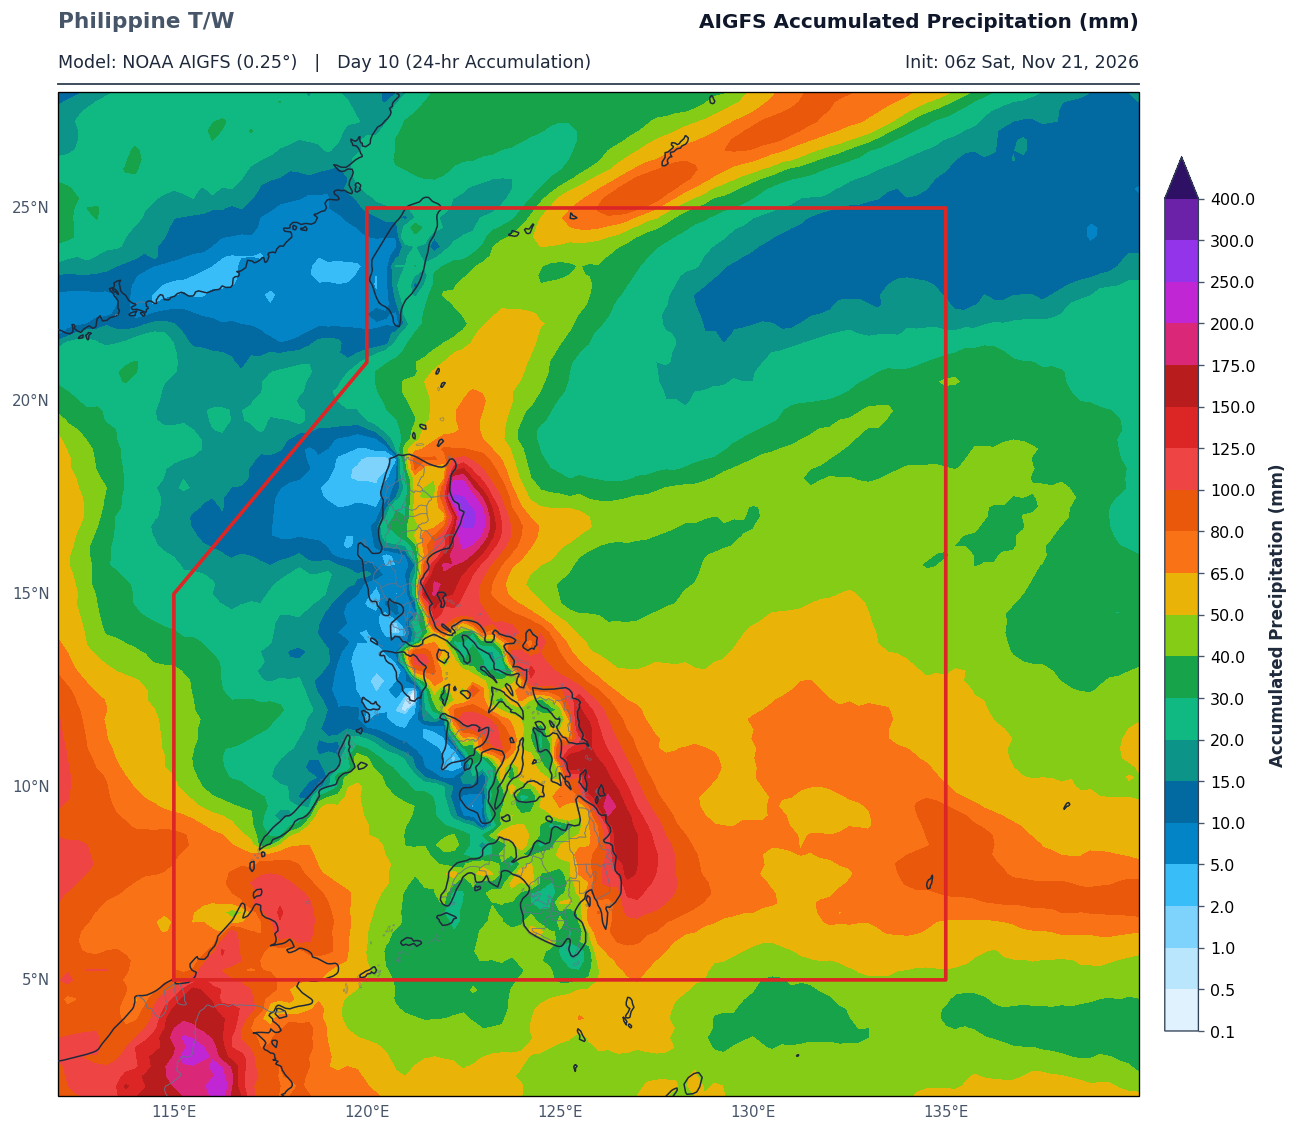 Philippine T/W
AIGFS Accumulated Precipitation (mm)
Model: NOAA AIGFS (0.25°) | Day 10 (24-hr Accumulation)
Init: 06z Sat, Nov 21, 2026
25°N
20°N
15°N
10°N
5°N
115°E
120°E
125°E
130°E
135°E
400.0
300.0
250.0
200.0
175.0
150.0
125.0
100.0
80.0
65.0
50.0
40.0
30.0
20.0
15.0
10.0
5.0
2.0
1.0
0.5
0.1
Accumulated Precipitation (mm)